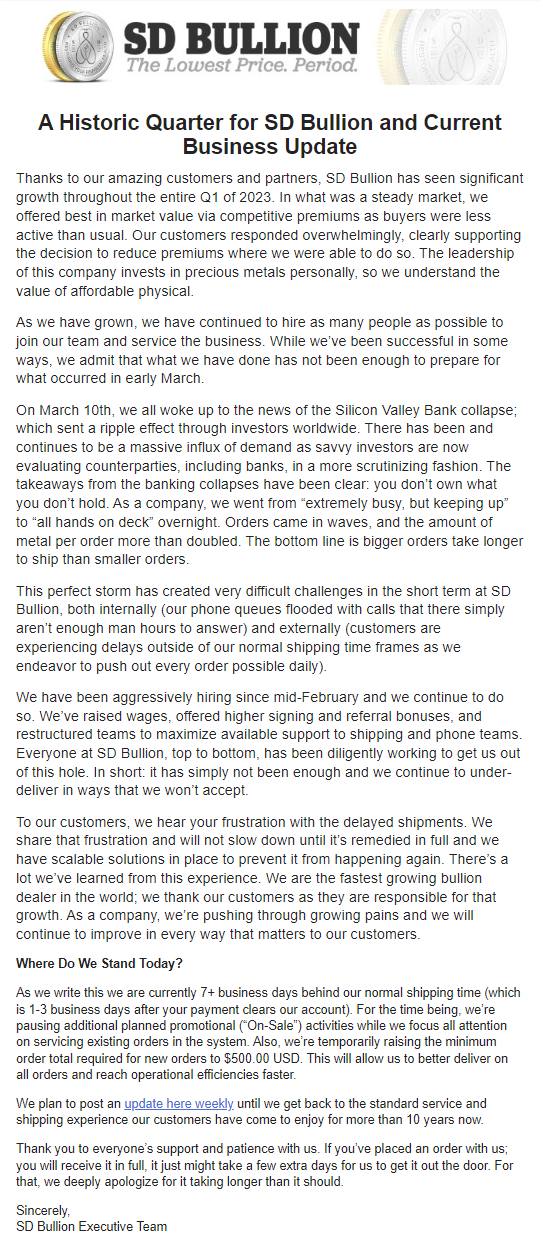 SD BULLION
The Lowest Price. Period.
A Historic Quarter for SD Bullion and Current
Business Update
Thanks to our amazing customers and partners, SD Bullion has seen significant
growth throughout the entire Q1 of 2023. In what was a steady market, we
offered best in market value via competitive premiums as buyers were less
active than usual. Our customers responded overwhelmingly, clearly supporting
the decision to reduce premiums where we were able to do so. The leadership
of this company invests in precious metals personally, so we understand the
value of affordable physical.
As we have grown, we have continued to hire as many people as possible to
join our team and service the business. While we've been successful in some
ways, we admit that what we have done has not been enough to prepare for
what occurred in early March.
On March 10th, we all woke up to the news of the Silicon Valley Bank collapse;
which sent a ripple effect through investors worldwide. There has been and
continues to be a massive influx of demand as savvy investors are now
evaluating counterparties, including banks, in a more scrutinizing fashion. The
takeaways from the banking collapses have been clear: you don't own what
you don't hold. As a company, we went from “extremely busy, but keeping up”
to “all hands on deck” overnight. Orders came in waves, and the amount of
metal per order more than doubled. The bottom line is bigger orders take longer
to ship than smaller orders.
This perfect storm has created very difficult challenges in the short term at SD
Bullion, both internally (our phone queues flooded with calls that there simply
aren't enough man hours to answer) and externally (customers are
experiencing delays outside of our normal shipping time frames as we
endeavor to push out every order possible daily).
We have been aggressively hiring since mid-February and we continue to do
so. We've raised wages, offered higher signing and referral bonuses, and
restructured teams to maximize available support to shipping and phone teams.
Everyone at SD Bullion, top to bottom, has been diligently working to get us out
of this hole. In short: it has simply not been enough and we continue to under-
deliver in ways that we won't accept.
To our customers, we hear your frustration with the delayed shipments. We
share that frustration and will not slow down until it's remedied in full and we
have scalable solutions in place to prevent it from happening again. There's a
lot we've learned from this experience. We are the fastest growing bullion
dealer in the world; we thank our customers as they are responsible for that
growth. As a company, we're pushing through growing pains and we will
continue to improve in every way that matters to our customers.
Where Do We Stand Today?
As we write this we are currently 7+ business days behind our normal shipping time (which
is 1-3 business days after your payment clears our account). For the time being, we're
pausing additional planned promotional (“On-Sale”) activities while we focus all attention
on servicing existing orders in the system. Also, we're temporarily raising the minimum
order total required for new orders to $500.00 USD. This will allow us to better deliver on
all orders and reach operational efficiencies faster.
We plan to post an update here weekly until we get back to the standard service and
shipping experience our customers have come to enjoy for more than 10 years now.
Thank you to everyone's support and patience with us. If you've placed an order with us;
you will receive it in full, it just might take a few extra days for us to get it out the door. For
that, we deeply apologize for it taking longer than it should.
Sincerely,
SD Bullion Executive Team